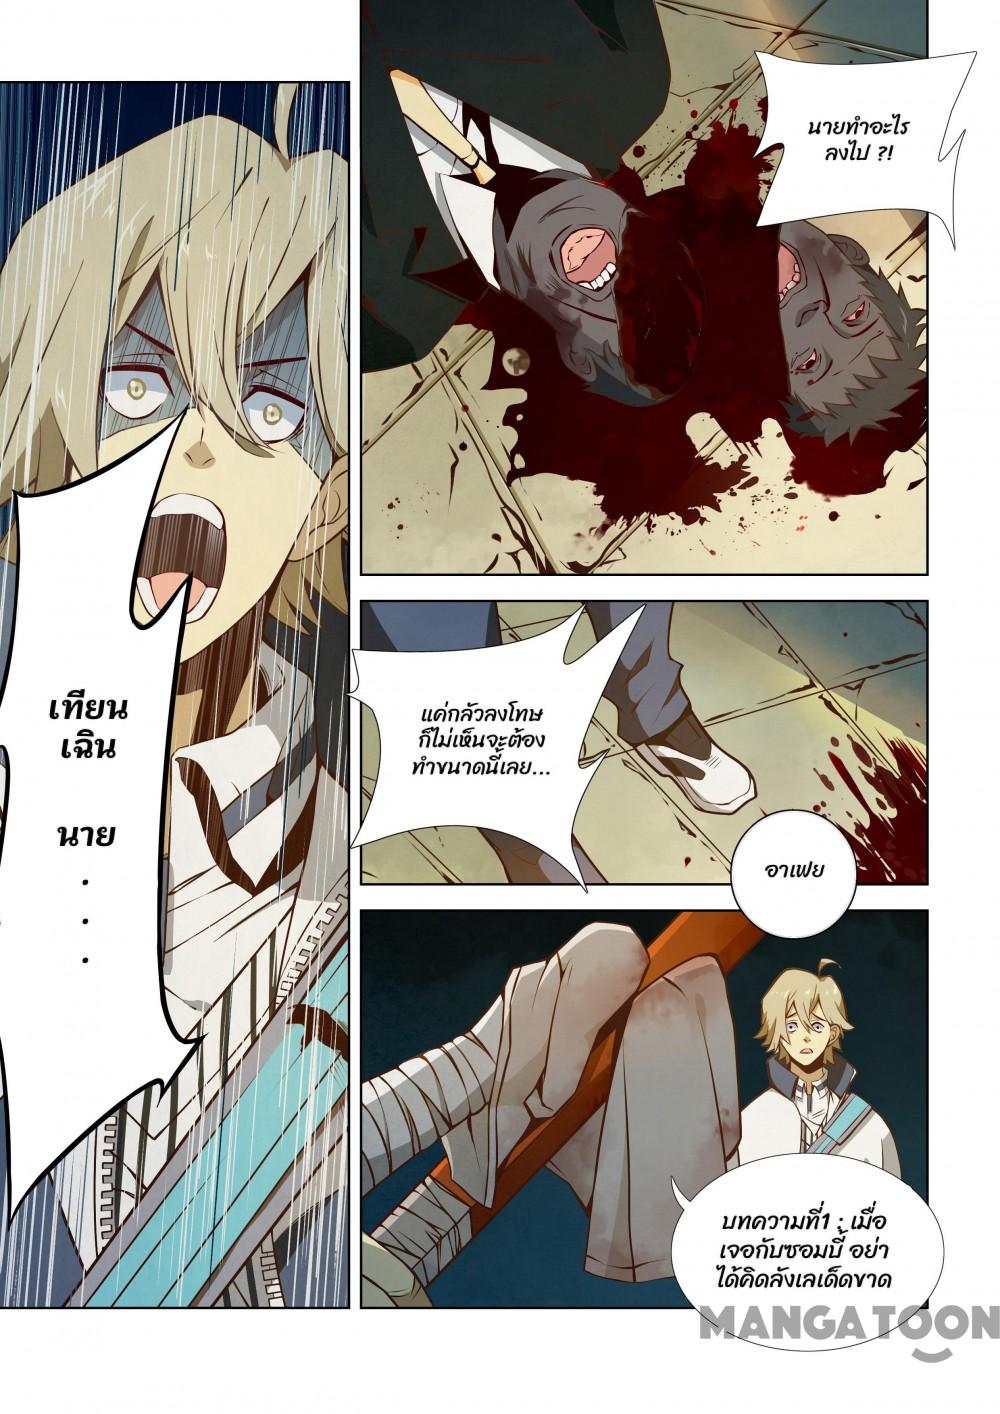 เทียน
เฉิน
นาย
.
.
.
นายทำอะไร
ลงไป ?!
แค่กลัวลงโทษ
ก็ไม่เห็นจะต้อง
ทำขนาดนี้เลย...
อาเฟย
บทความที่1 : เมื่อ
เจอกับซอมบี้ อย่า
ได้คิดลังเลเด็ดขาด
MANGATOON